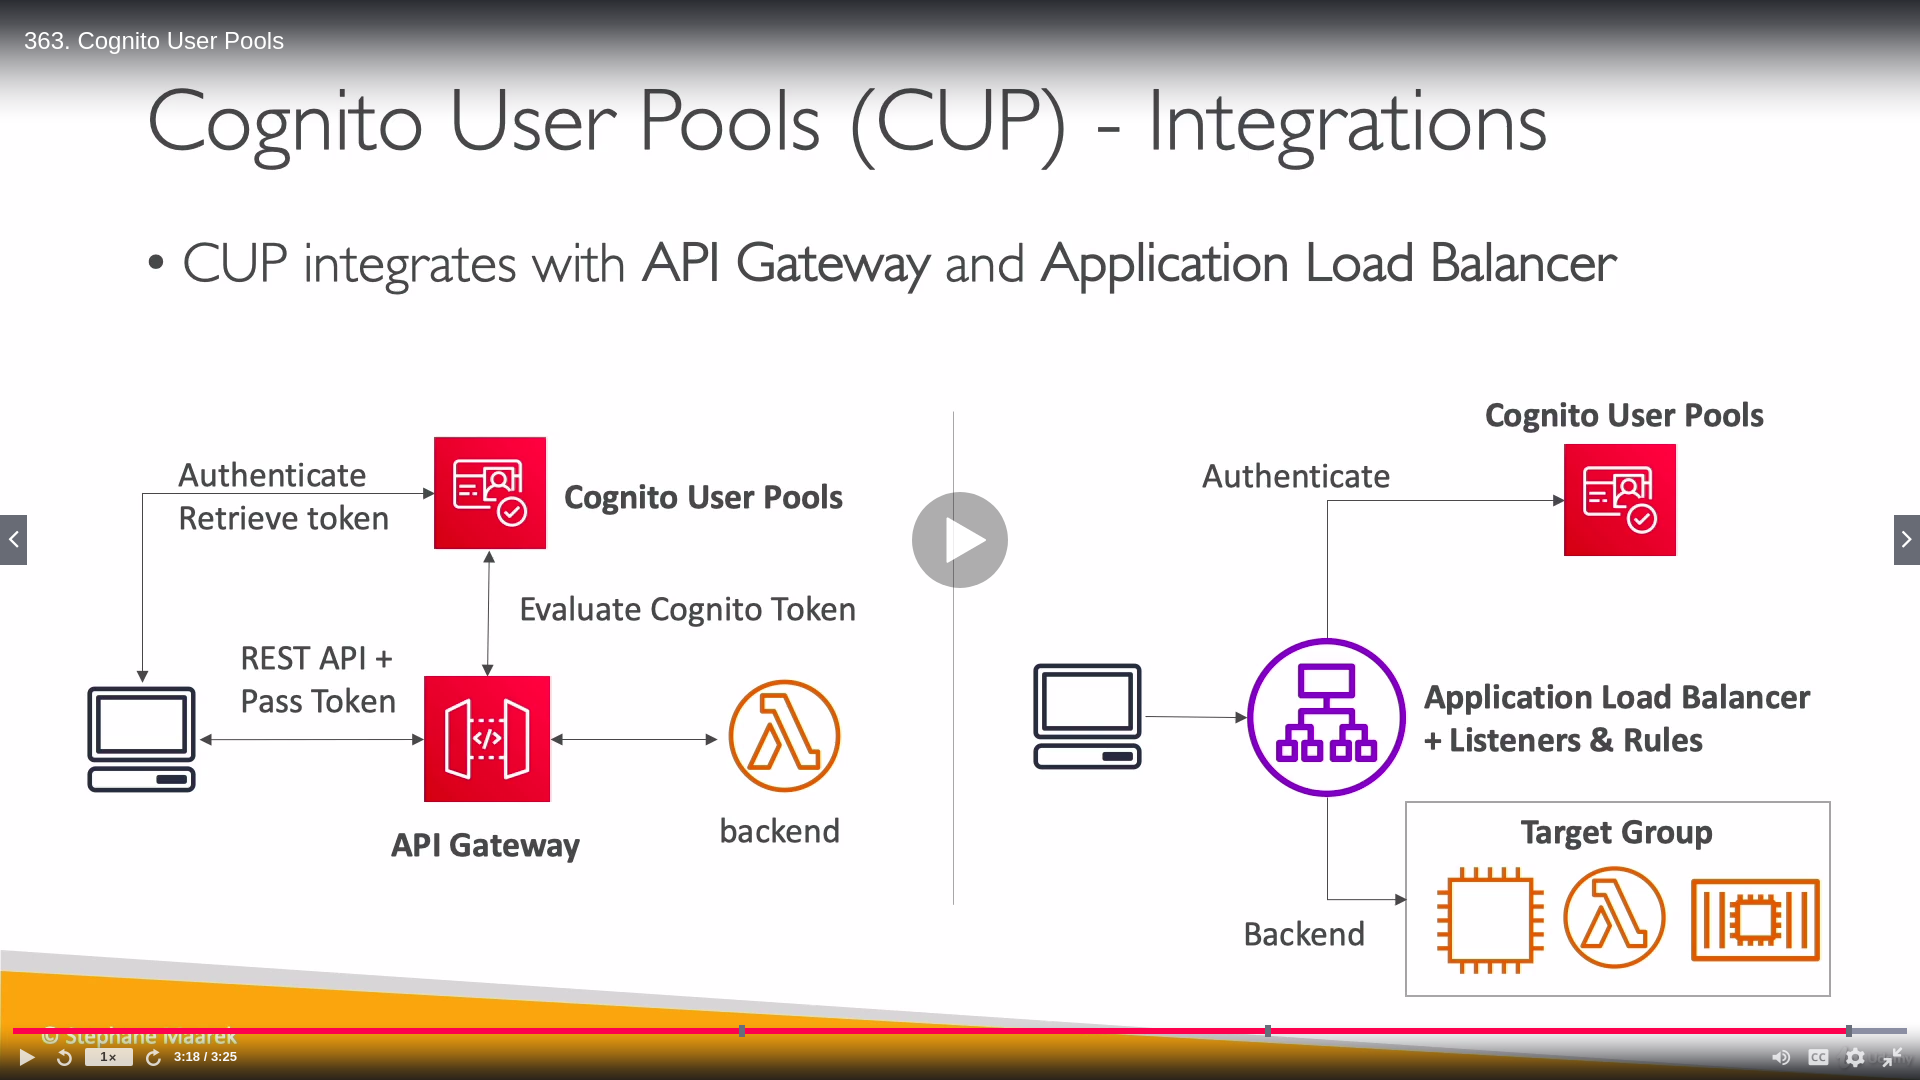 363. Cognito User Pools
Cognito User Pools (CUP) - Integrations
• CUP integrates with API Gateway and Application Load Balancer
Authenticate
Retrieve token
Cognito User Pools
Evaluate Cognito Token
REST API +
Pass Token
API Gateway
backend
Cognito User Pools
Authenticate
Application Load Balancer
+ Listeners & Rules
Target Group
Backend
© Stephane Maarek
1×
3:18 / 3:25
CC